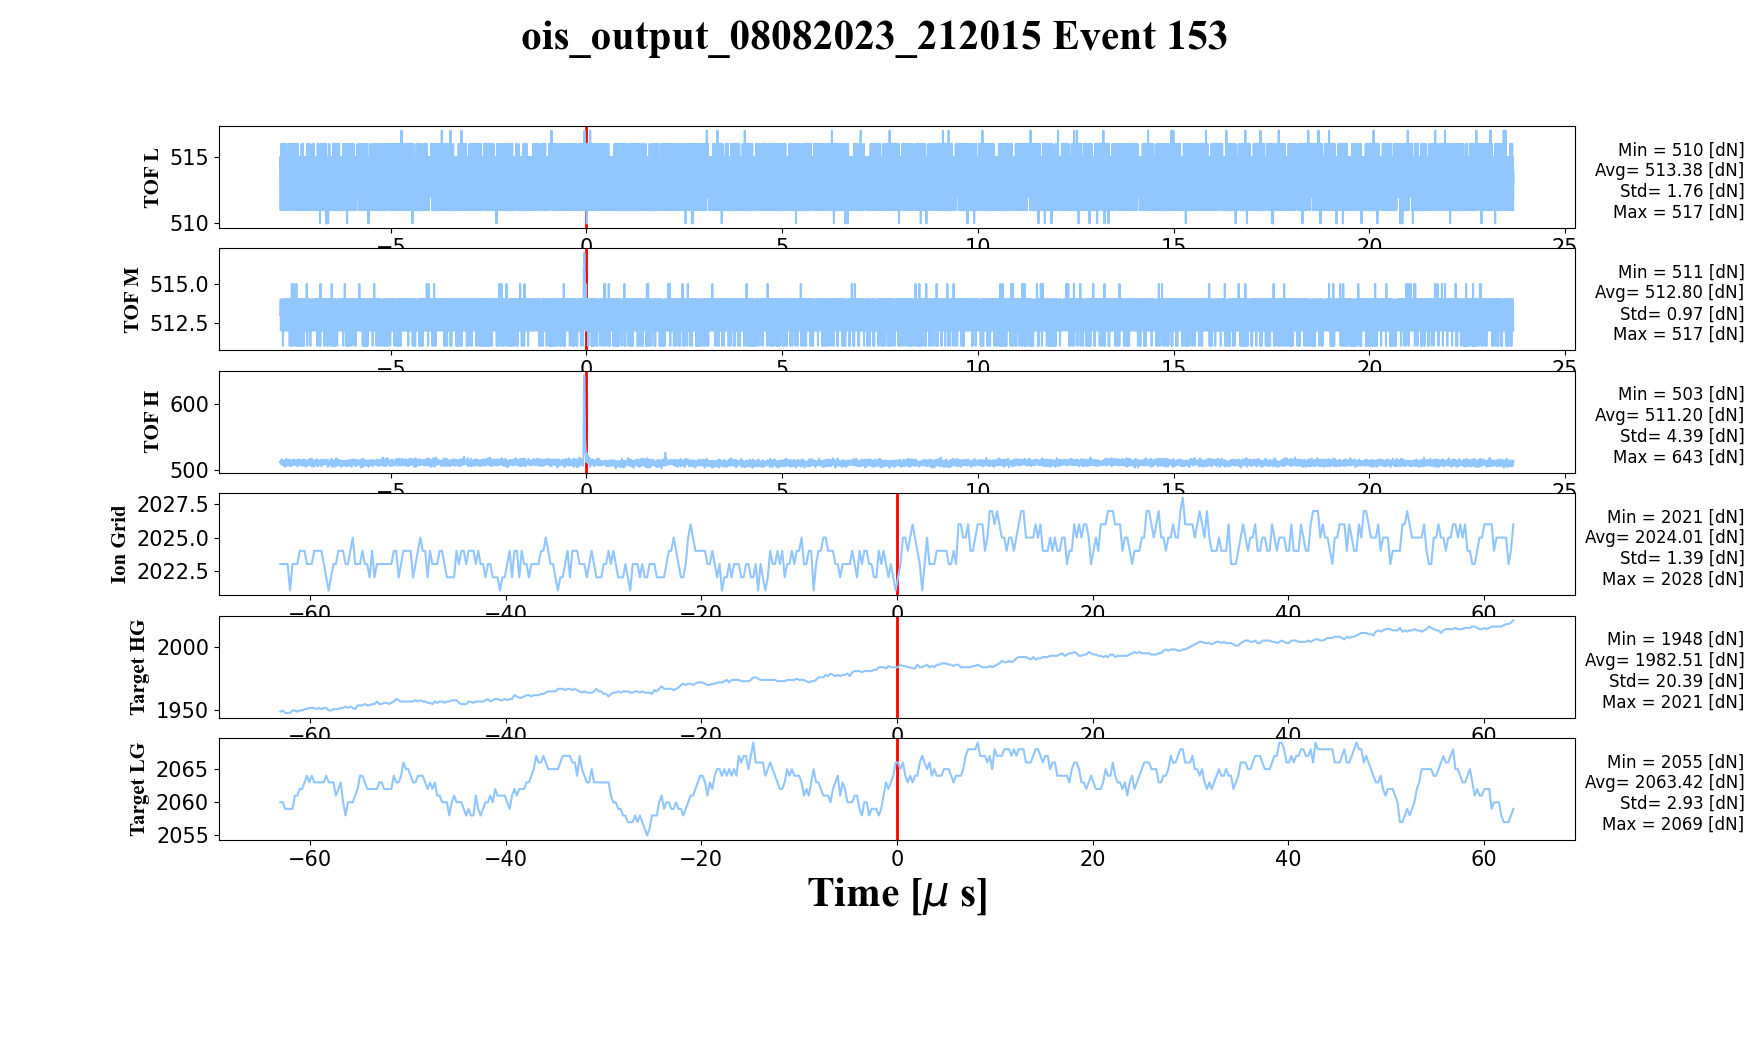 ois_output_08082023_212015 Event 153
TOF L
515
510
−5
0
5
10
15
20
25
Min = 510 [dN]
Avg= 513.38 [dN]
Std= 1.76 [dN]
Max = 517 [dN]
TOF M
515.0
512.5
−5
0
5
10
15
20
25
Min = 511 [dN]
Avg= 512.80 [dN]
Std= 0.97 [dN]
Max = 517 [dN]
TOF H
600
500
−5
0
5
10
15
20
25
Min = 503 [dN]
Avg= 511.20 [dN]
Std= 4.39 [dN]
Max = 643 [dN]
Ion Grid
2027.5
2025.0
2022.5
−60
−40
−20
0
20
40
60
Min = 2021 [dN]
Avg= 2024.01 [dN]
Std= 1.39 [dN]
Max = 2028 [dN]
Target HG
2000
1950
−60
−40
−20
0
20
40
60
Min = 1948 [dN]
Avg= 1982.51 [dN]
Std= 20.39 [dN]
Max = 2021 [dN]
Target LG
2065
2060
2055
−60
−40
−20
0
20
40
60
Min = 2055 [dN]
Avg= 2063.42 [dN]
Std= 2.93 [dN]
Max = 2069 [dN]
Time [μ s]